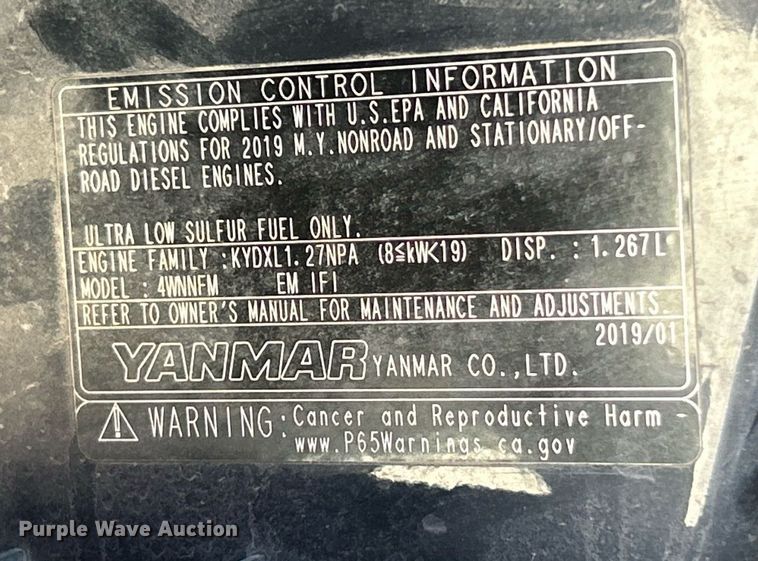 EMISSION CONTROL INFORMATION
THIS ENGINE COMPLIES WITH U.S.EPA AND CALIFORNIA
REGULATIONS FOR 2019 M.Y.NONROAD AND STATIONARY/OFF-
ROAD DIESEL ENGINES.
ULTRA LOW SULFUR FUEL ONLY.
ENGINE FAMILY :KYDXL1.27NPA (8≦kW<19) DISP. : 1.267L
MODEL : 4WNNFM EM IFI
REFER TO OWNER'S MANUAL FOR MAINTENANCE AND ADJUSTMENTS.
2019/01
YANMAR YANMAR CO.,LTD.
WARNING:Cancer and Reproductive Harm -
www.P65Warnings.ca.gov
Purple Wave Auction